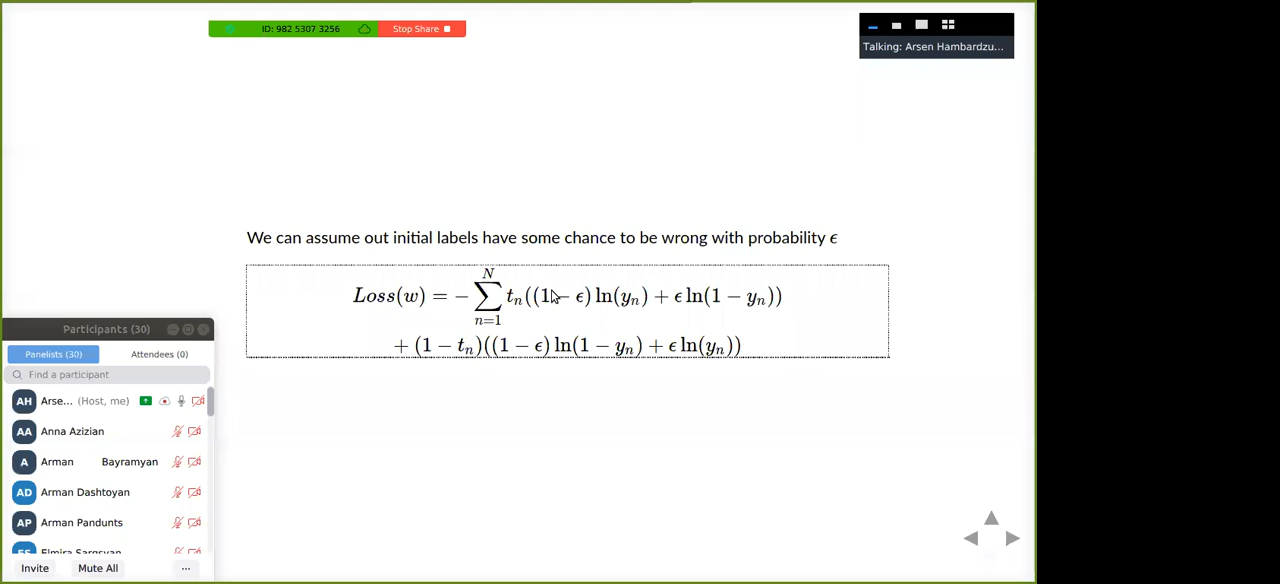 ID: 982 5307 3256
Stop Share
Talking: Arsen Hambardzu...
We can assume out initial labels have some chance to be wrong with probability ϵ
Loss(w) = − ∑_{n=1}^{N} t_n((1 − ϵ) ln(y_n) + ϵ ln(1 − y_n))
+ (1 − t_n)((1 − ϵ) ln(1 − y_n) + ϵ ln(y_n))
Participants (30)
Panelists (30) Attendees (0)
Find a participant
AH Arse... (Host, me)
AA Anna Azizian
A Arman Bayramyan
AD Arman Dashtoyan
AP Arman Pandunts
Elmira Sargsyan
Invite Mute All ...